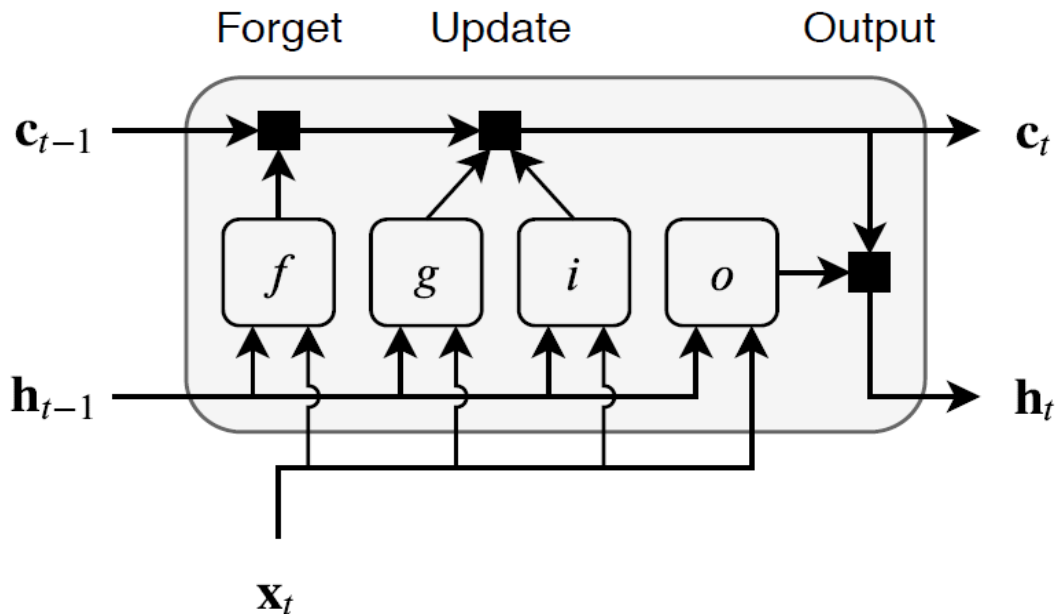 Forget Update Output
c_{t-1} c_t
f g i o
h_{t-1} h_t
x_t